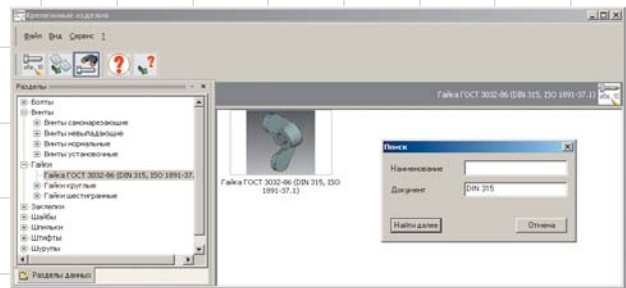 Крепежные изделия
Файл Вид Сервис ?
Разделы
Болты
Винты
Винты самонарезающие
Винты невыпадающие
Винты нормальные
Винты установочные
Гайки
Гайка ГОСТ 3032-86 (DIN 315, ISO 1891-37.
Гайки круглые
Гайки шестигранные
Заклепки
Шайбы
Шпильки
Штифты
Шурупы
Разделы данных
Гайка ГОСТ 3032-86 (DIN 315, ISO 1891-37.1)
Гайка ГОСТ 3032-86 (DIN 315, ISO
1891-37.1)
Поиск
Наименование
Документ DIN 315
Найти далее Отмена